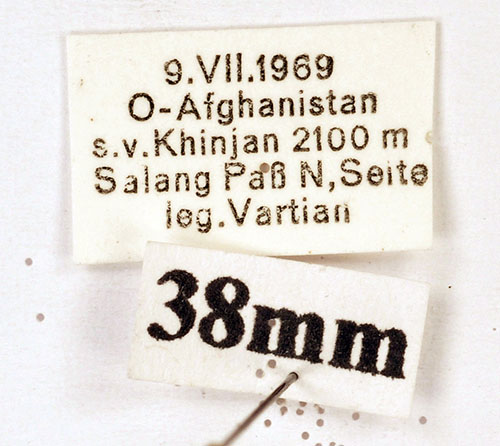 9.VII.1969
O-Afghanistan
s.v.Khinjan 2100 m
Salang Paß N,Seite
leg.Vartian
38mm